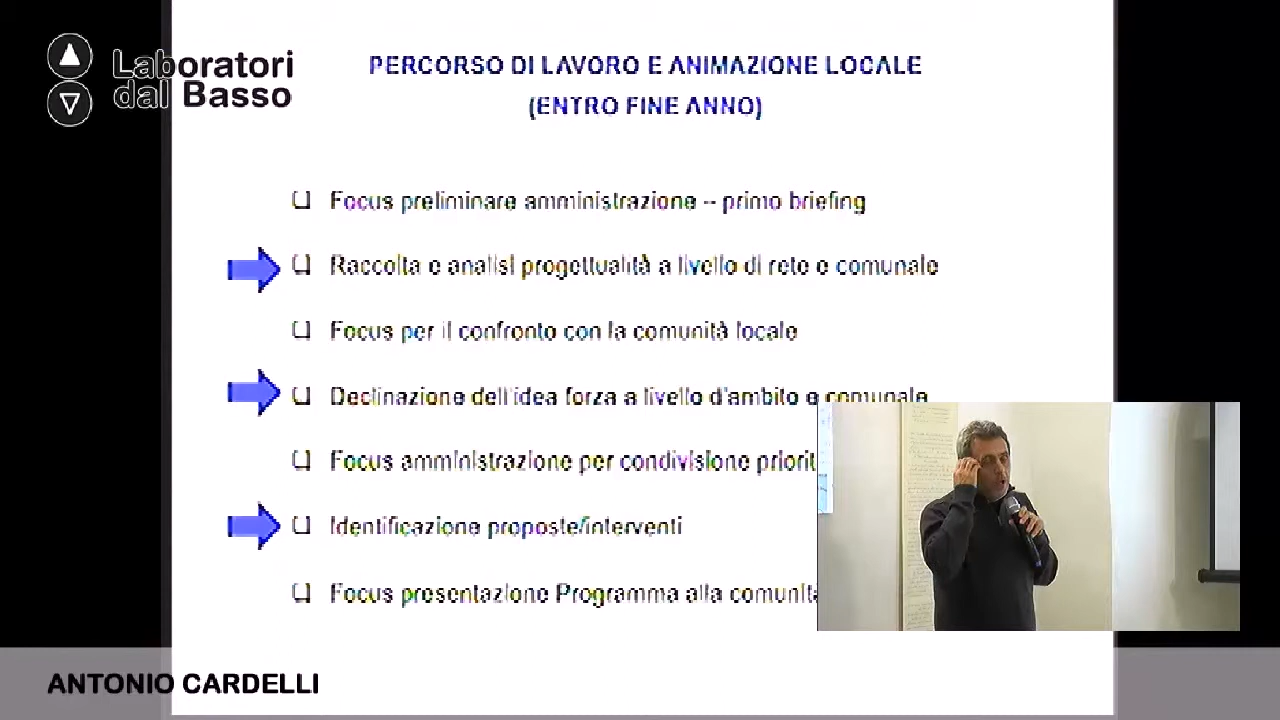 Laboratori
dal Basso
PERCORSO DI LAVORO E ANIMAZIONE LOCALE
(ENTRO FINE ANNO)
Focus preliminare amministrazione – primo briefing
Raccolta e analisi progettualità a livello di rete e comunale
Focus per il confronto con la comunità locale
Declinazione dell'idea forza a livello d'ambito e comunale
Focus amministrazione per condivisione priorit
Identificazione proposte/interventi
Focus presentazione Programma alla comunità
ANTONIO CARDELLI